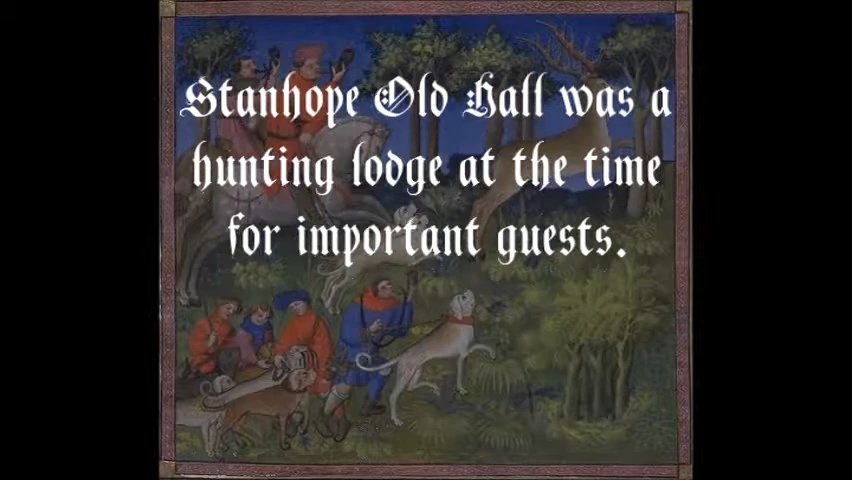 Stanhope Old Hall was a
hunting lodge at the time
for important guests.